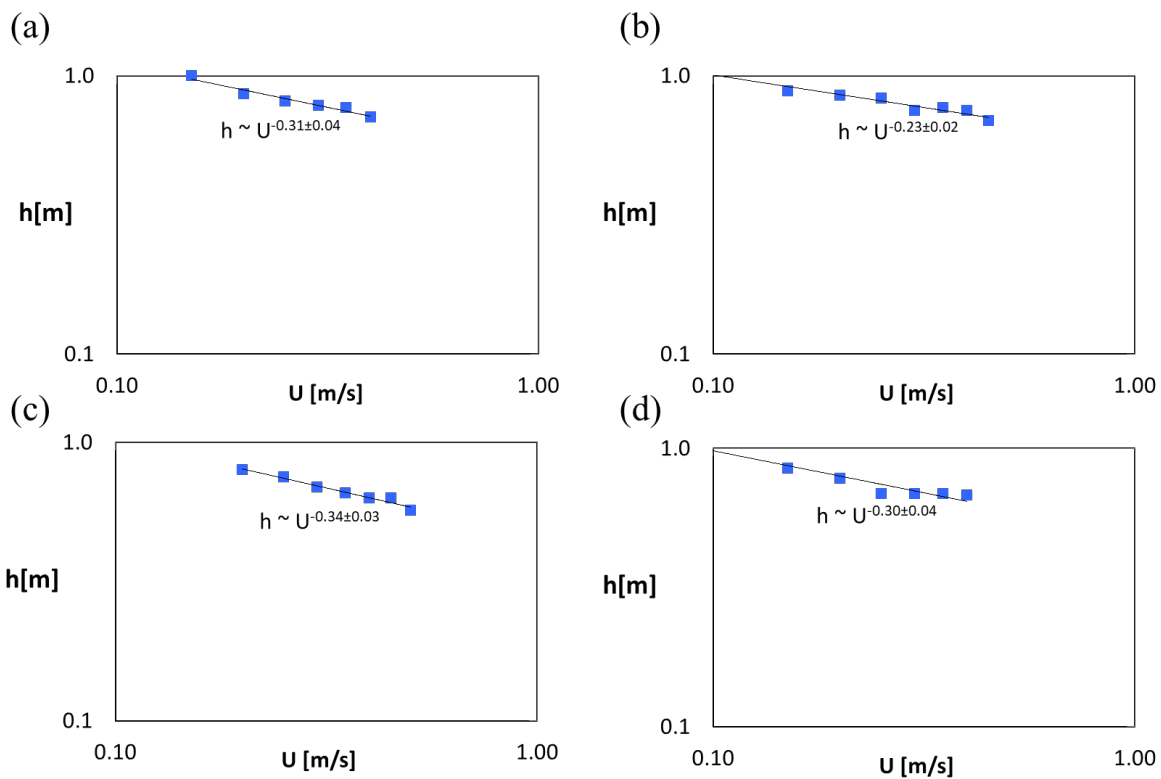 (a)
1.0
h ~ U^-0.31±0.04
h[m]
0.1
0.10
U [m/s]
1.00
(b)
1.0
h ~ U^-0.23±0.02
h[m]
0.1
0.10
U [m/s]
1.00
(c)
1.0
h ~ U^-0.34±0.03
h[m]
0.1
0.10
U [m/s]
1.00
(d)
1.0
h ~ U^-0.30±0.04
h[m]
0.1
0.10
U [m/s]
1.00